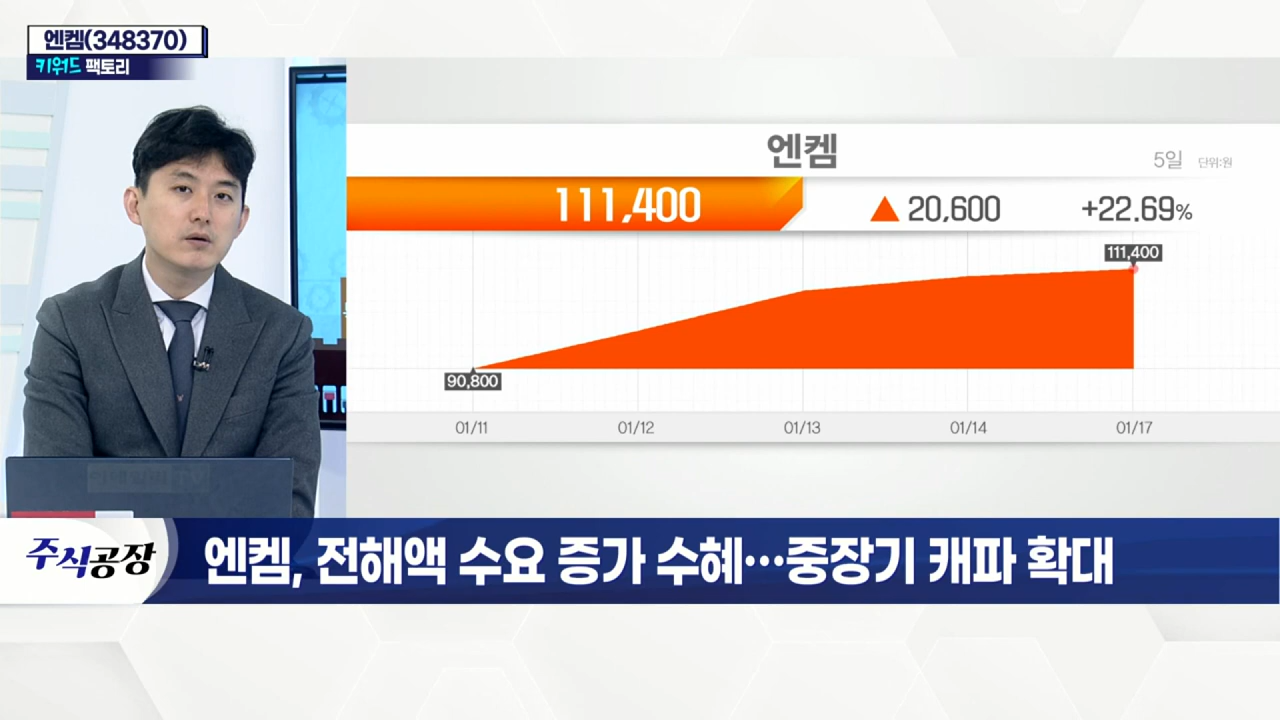 엔켐(348370)
키워드 팩토리
엔켐
5일 단위:원
111,400 ▲20,600 +22.69%
111,400
90,800
01/11 01/12 01/13 01/14 01/17
주식공장
엔켐, 전해액 수요 증가 수혜…중장기 캐파 확대